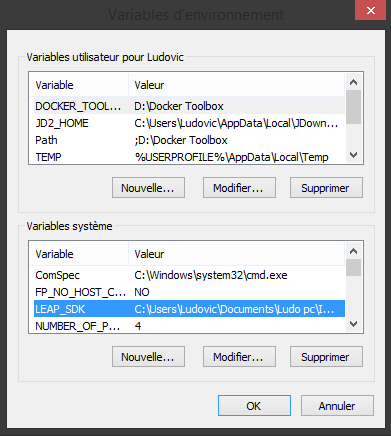 Variables d'environnement
Variables utilisateur pour Ludovic
Variable Valeur
DOCKER_TOOL... D:\Docker Toolbox
JD2_HOME C:\Users\Ludovic\AppData\Local\JDown...
Path ;D:\Docker Toolbox
TEMP %USERPROFILE%\AppData\Local\Temp
Nouvelle... Modifier... Supprimer
Variables système
Variable Valeur
ComSpec C:\Windows\system32\cmd.exe
FP_NO_HOST_C... NO
LEAP_SDK C:\Users\Ludovic\Documents\Ludo pc\I...
NUMBER_OF_P... 4
Nouvelle... Modifier... Supprimer
OK Annuler